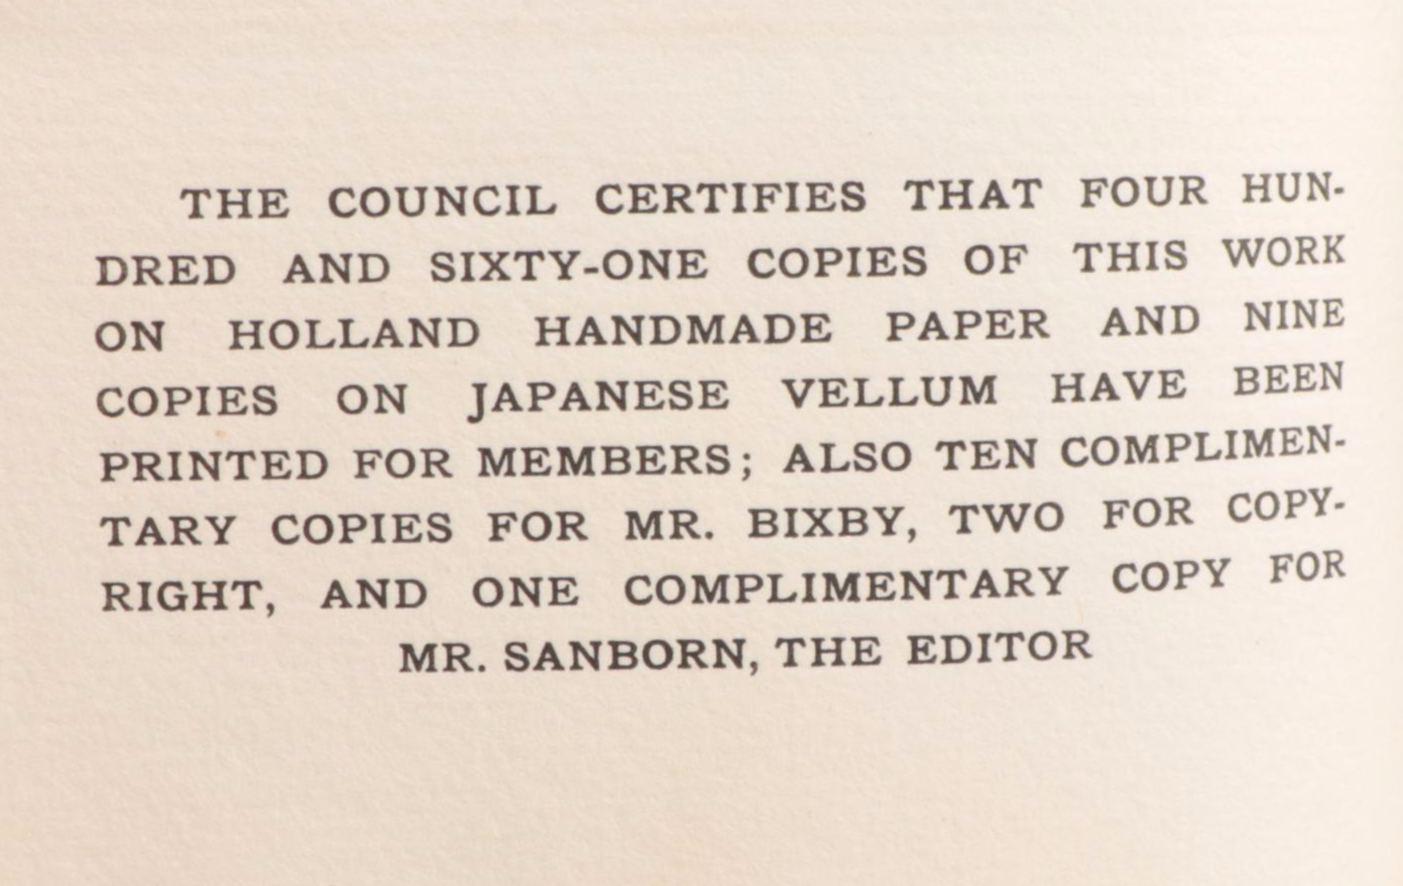 THE COUNCIL CERTIFIES THAT FOUR HUN-
DRED AND SIXTY-ONE COPIES OF THIS WORK
ON HOLLAND HANDMADE PAPER AND NINE
COPIES ON JAPANESE VELLUM HAVE BEEN
PRINTED FOR MEMBERS; ALSO TEN COMPLIMEN-
TARY COPIES FOR MR. BIXBY, TWO FOR COPY-
RIGHT, AND ONE COMPLIMENTARY COPY FOR
MR. SANBORN, THE EDITOR